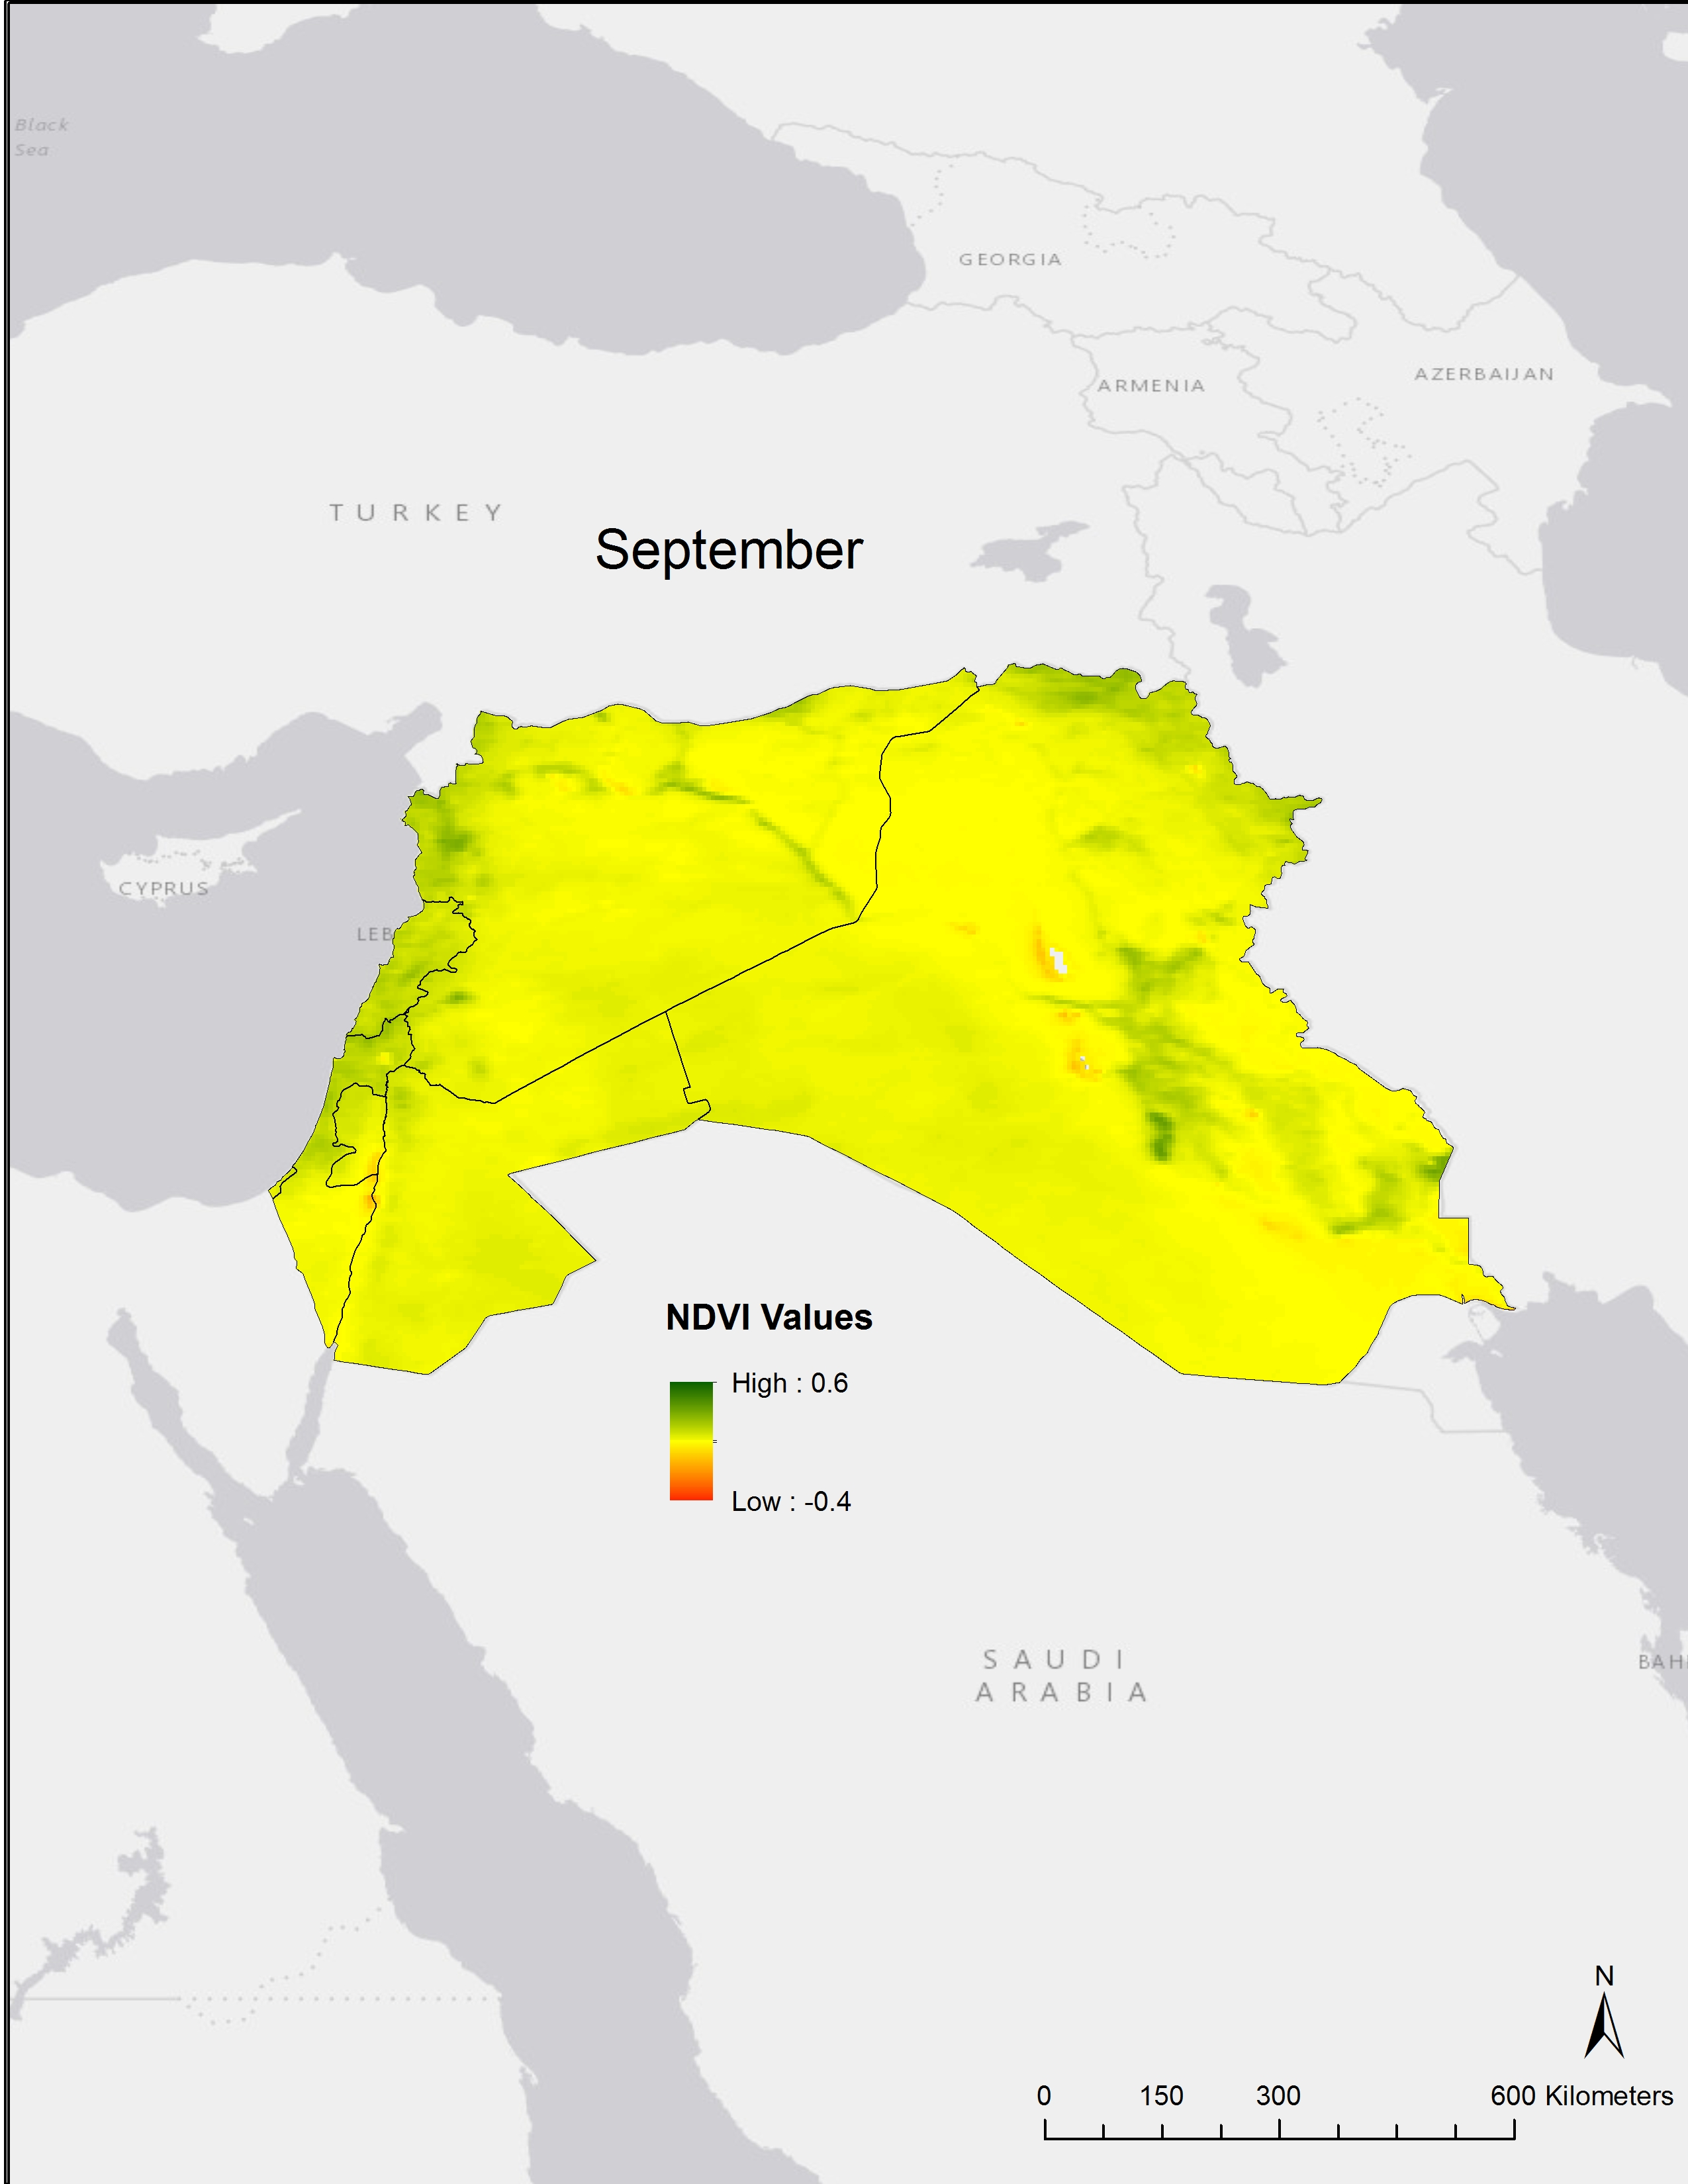 Black
Sea
GEORGIA
ARMENIA
AZERBAIJAN
TURKEY
September
CYPRUS
LEB
NDVI Values
High : 0.6
Low : -0.4
SAUDI
ARABIA
BAH
N
0 150 300 600 Kilometers